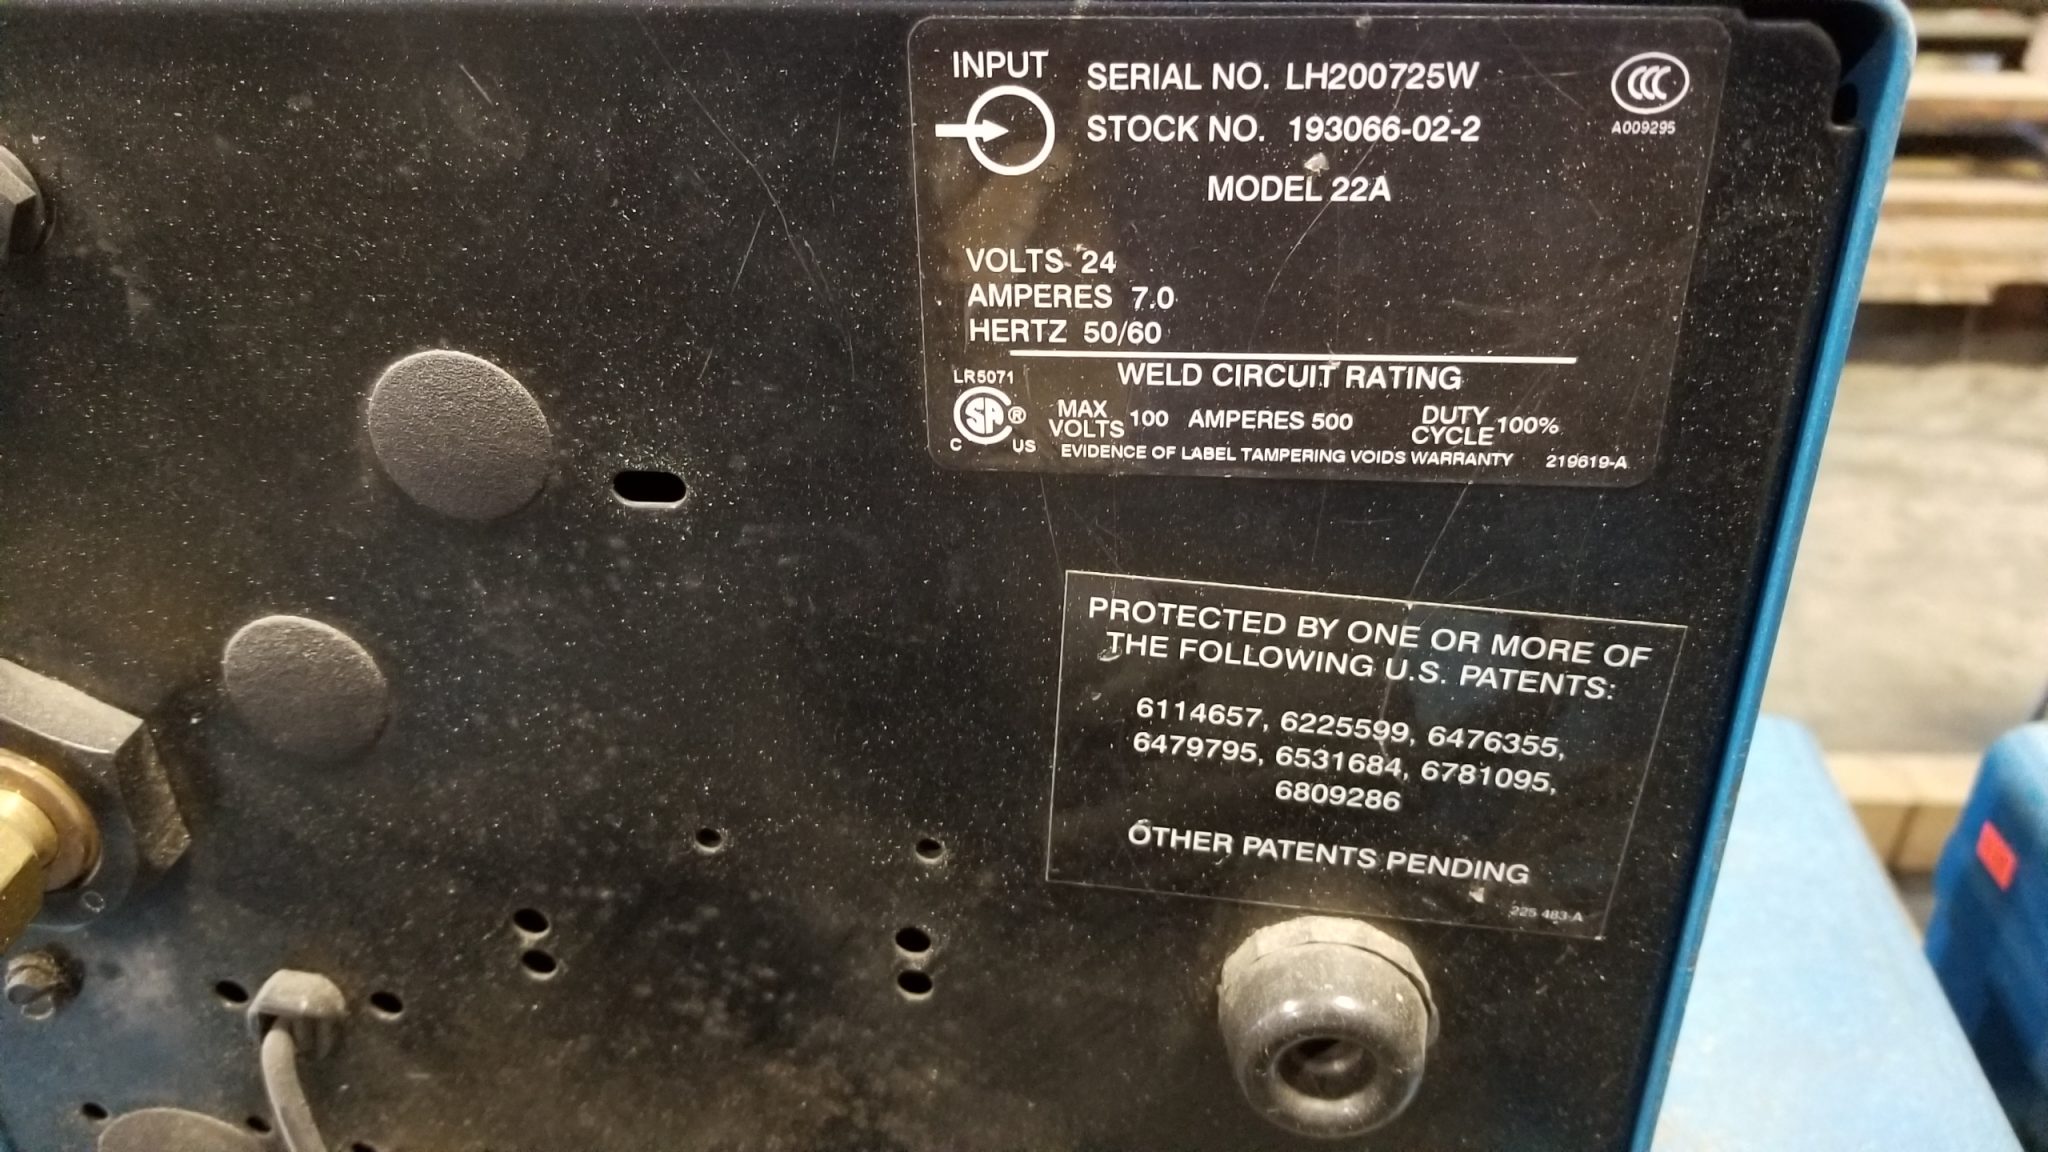 INPUT
SERIAL NO. LH200725W
STOCK NO. 193066-02-2
MODEL 22A
CCC
A009295
VOLTS 24
AMPERES 7.0
HERTZ 50/60
WELD CIRCUIT RATING
LR5071
SA ®
C US
MAX VOLTS 100 AMPERES 500 DUTY CYCLE 100%
EVIDENCE OF LABEL TAMPERING VOIDS WARRANTY 219619-A
PROTECTED BY ONE OR MORE OF
THE FOLLOWING U.S. PATENTS:
6114657, 6225599, 6476355,
6479795, 6531684, 6781095,
6809286
OTHER PATENTS PENDING
225 483-A